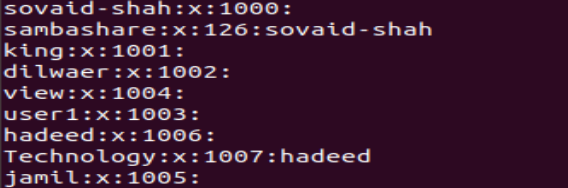 sovaid-shah:x:1000:
sambashare:x:126:sovaid-shah
king:x:1001:
dilwaer:x:1002:
view:x:1004:
user1:x:1003:
hadeed:x:1006:
Technology:x:1007:hadeed
jamil:x:1005: